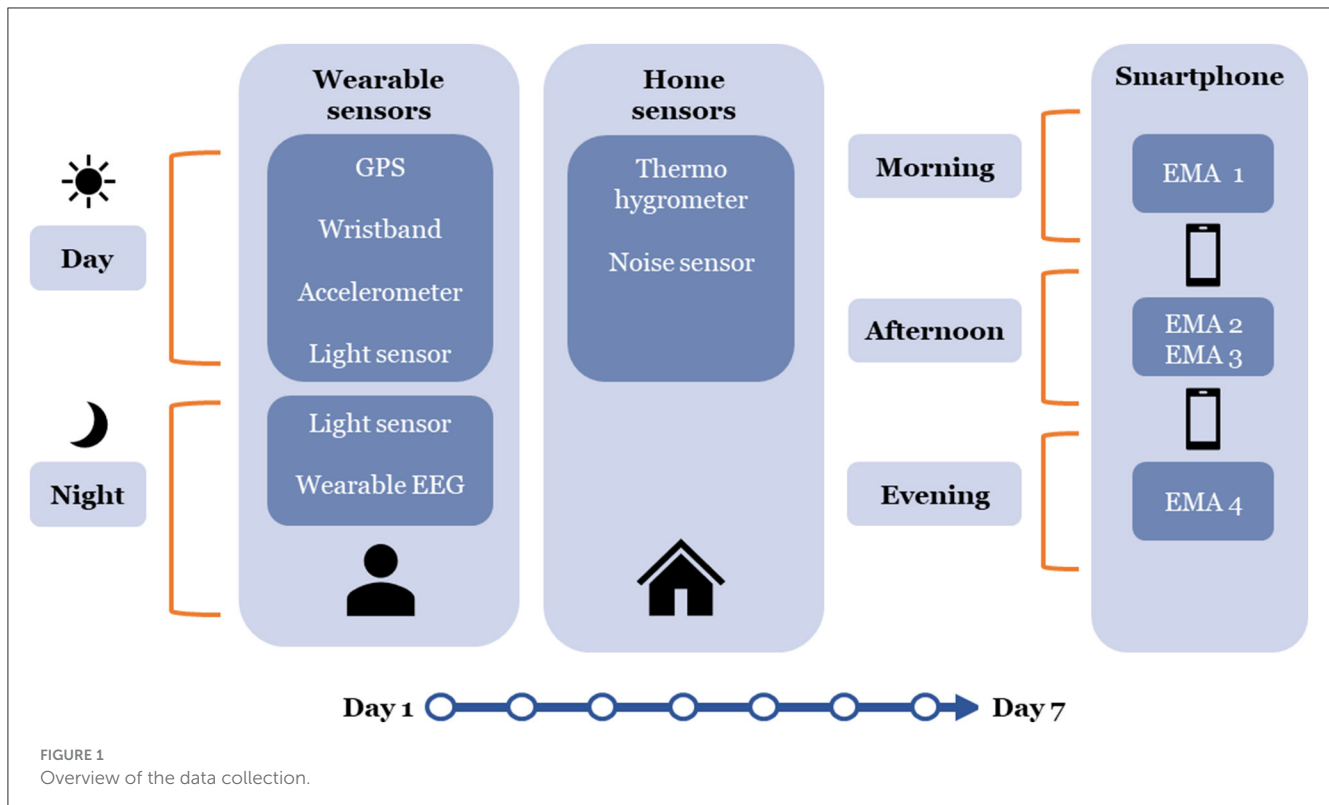 Wearable
sensors
Home
sensors
Smartphone
Day
GPS
Wristband
Accelerometer
Light sensor
Thermo
hygrometer
Noise sensor
Morning
EMA 1
Afternoon
EMA 2
EMA 3
Night
Light sensor
Wearable EEG
Evening
EMA 4
Day 1
Day 7
FIGURE 1
Overview of the data collection.